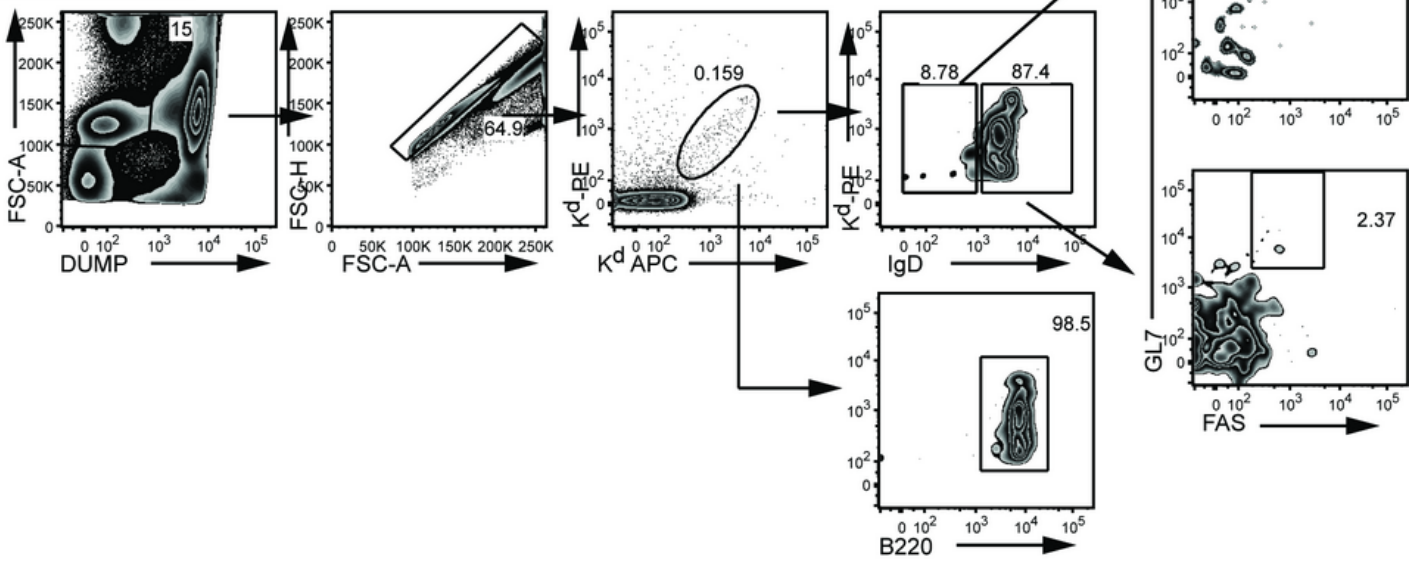 250K
200K
150K
100K
50K
0
FSC-A
15
0 10² 10³ 10⁴ 10⁵
DUMP
250K
200K
150K
100K
50K
0
FSC-H
64.9
0 50K 100K 150K 200K 250K
FSC-A
10⁵
10⁴
10³
10²
0
Kᵈ-PE
0.159
0 10² 10³ 10⁴ 10⁵
Kᵈ APC
10⁵
10⁴
10³
10²
0
Kᵈ-PE
8.78
87.4
0 10² 10³ 10⁴ 10⁵
IgD
10²
0
0 10² 10³ 10⁴ 10⁵
10⁵
10⁴
10³
10²
0
GL7
2.37
0 10² 10³ 10⁴ 10⁵
FAS
10⁵
10⁴
10³
10²
0
98.5
0 10² 10³ 10⁴ 10⁵
B220